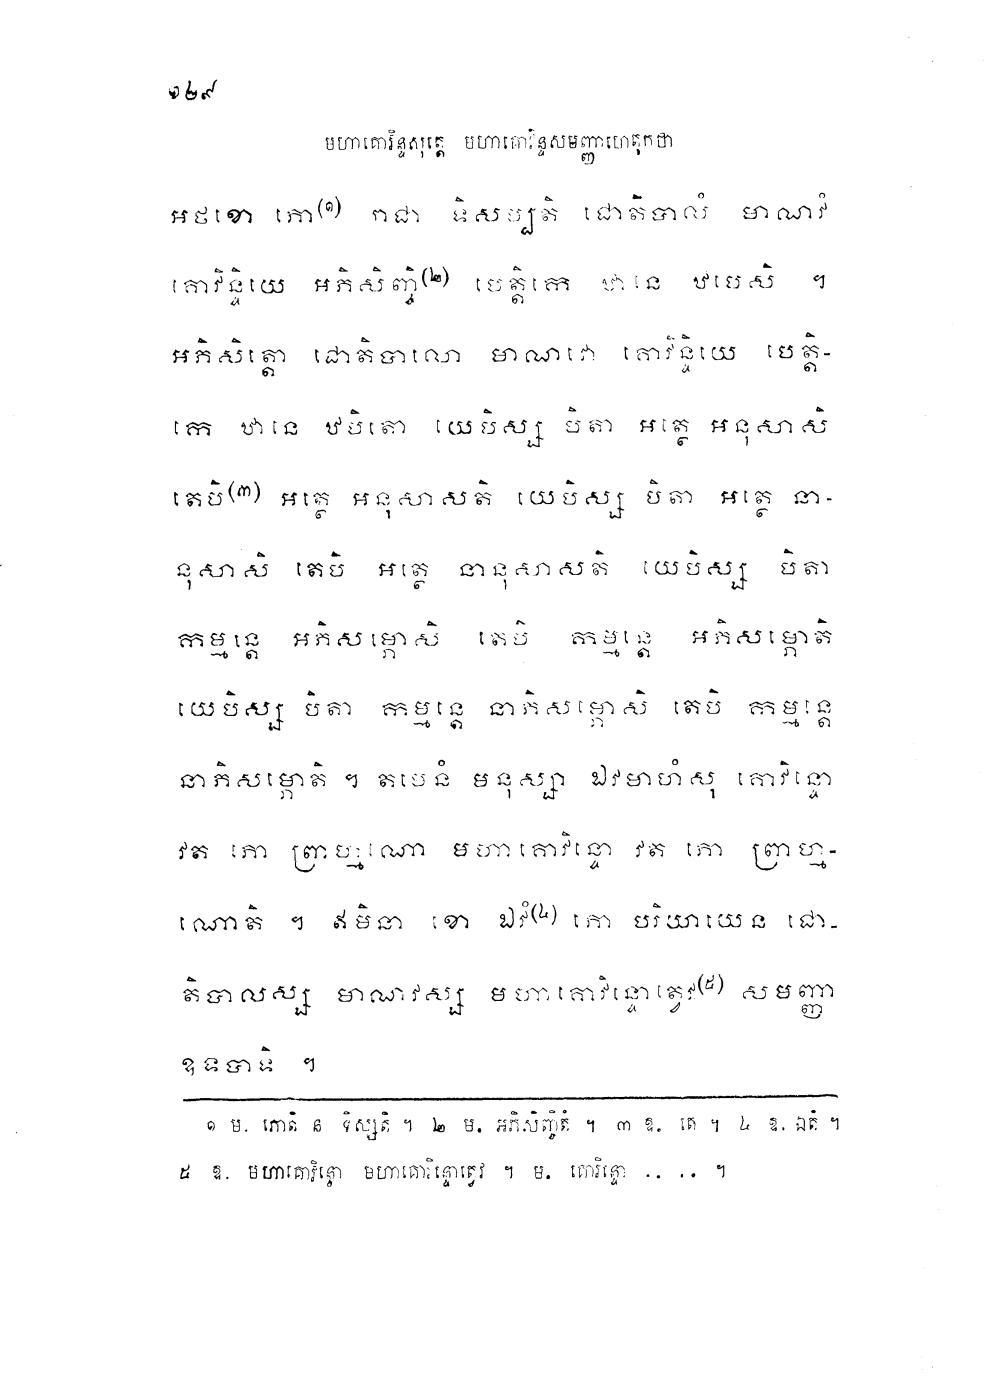 ១២៩
មហាគោវិន្ទសុត្តេ មហាគោវិន្ទសមញ្ញាហេតុកថា
អថខោ ភោ(១) រាជា ទិសម្បតិ ជោតិបាលំ មាណវំ
គោវិន្ទិយេ អភិសិញ្ចិ(២) បេត្តិកេ ឋានេ ឋបេសិ ។
អភិសិត្តោ ជោតិបាលោ មាណវោ គោវិន្ទិយេ បេត្តិ-
កេ ឋានេ ឋបិតោ យេបិស្ស បិតា អត្ថេ អនុសាសិ
តេបិ(៣) អត្ថេ អនុសាសតិ យេបិស្ស បិតា អត្ថេ នា-
នុសាសិ តេបិ អត្ថេ នានុសាសតិ យេបិស្ស បិតា
កម្មន្តេ អភិសម្ភោសិ តេបិ កម្មន្តេ អភិសម្ភោតិ
យេបិស្ស បិតា កម្មន្តេ នាភិសម្ភោសិ តេបិ កម្មន្តេ
នាភិសម្ភោតិ ។ តមេនំ មនុស្សា ឯវមាហំសុ គោវិន្ទោ
វត ភោ ព្រាហ្មណោ មហាគោវិន្ទោ វត ភោ ព្រាហ្ម-
ណោតិ ។ ឥមិនា ខោ ឯវំ(៤) ភោ បរិយាយេន ជោ-
តិបាលស្ស មាណវស្ស មហាគោវិន្ទោត្វេវ(៥) សមញ្ញា
ឧទបាទិ ។
១ ម. ភោតិ ន ទិស្សតិ ។ ២ ម. អភិសិញ្ចិតំ ។ ៣ ឧ. តេ ។ ៤ ឧ. ឯតំ ។
៥ ឧ. មហាគោវិន្ទោ មហាគោវិន្ទោត្វេវ ។ ម. គោវិន្ទោ .. .. ។